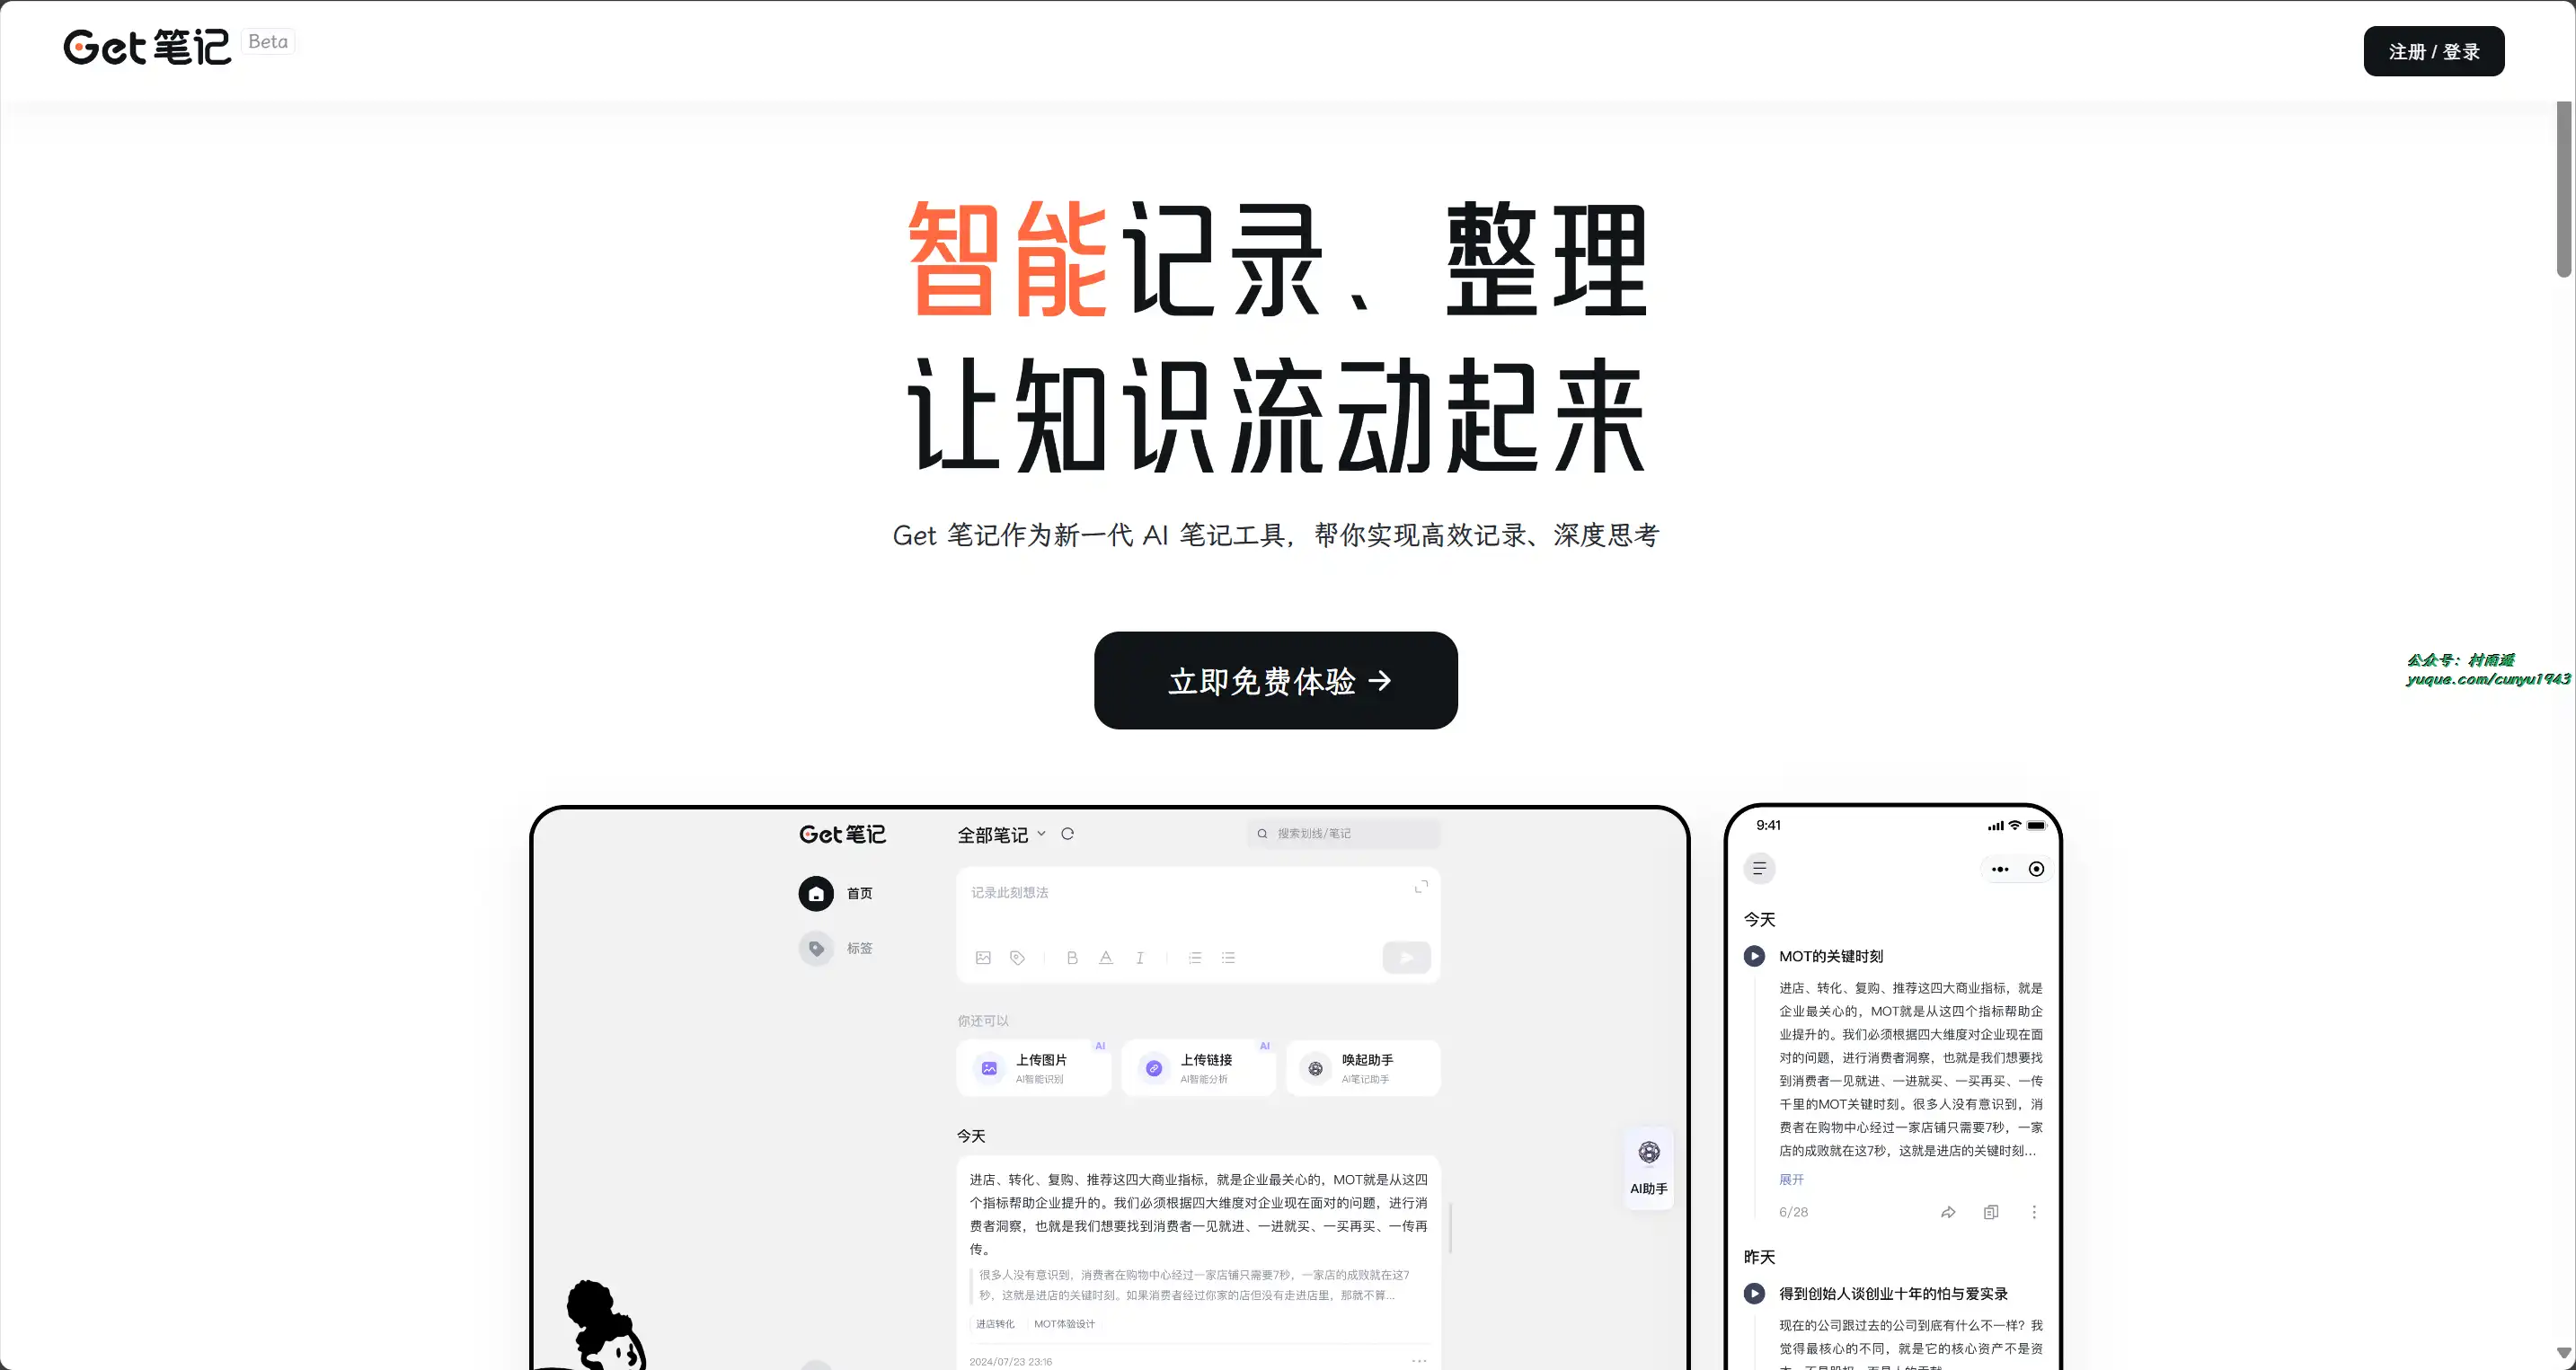 Get 笔记 Beta
注册 / 登录
智能记录、整理
让知识流动起来
Get 笔记作为新一代 AI 笔记工具，帮你实现高效记录、深度思考
立即免费体验 →
公众号：村雨遥
yuque.com/cunyu1943
Get笔记
首页
标签
全部笔记
搜索划线/笔记
记录此刻想法
B A I
你还可以
上传图片 AI
AI智能识别
上传链接 AI
AI智能分析
唤起助手
AI笔记助手
今天
进店、转化、复购、推荐这四大商业指标，就是企业最关心的，MOT就是从这四
个指标帮助企业提升的。我们必须根据四大维度对企业现在面对的问题，进行消
费者洞察，也就是我们想要找到消费者一见就进、一进就买、一买再买、一传再
传。
很多人没有意识到，消费者在购物中心经过一家店铺只需要7秒，一家店的成败就在这7
秒，这就是进店的关键时刻。如果消费者经过你家的店但没有走进店里，那就不算...
进店转化 MOT体验设计
2024/07/23 23:16
AI助手
9:41
今天
MOT的关键时刻
进店、转化、复购、推荐这四大商业指标，就是
企业最关心的，MOT就是从这四个指标帮助企
业提升的。我们必须根据四大维度对企业现在面
对的问题，进行消费者洞察，也就是我们想要找
到消费者一见就进、一进就买、一买再买、一传
千里的MOT关键时刻。很多人没有意识到，消
费者在购物中心经过一家店铺只需要7秒，一家
店的成败就在这7秒，这就是进店的关键时刻...
展开
6/28
昨天
得到创始人谈创业十年的怕与爱实录
现在的公司跟过去的公司到底有什么不一样？我
觉得最核心的不同，就是它的核心资产不是资